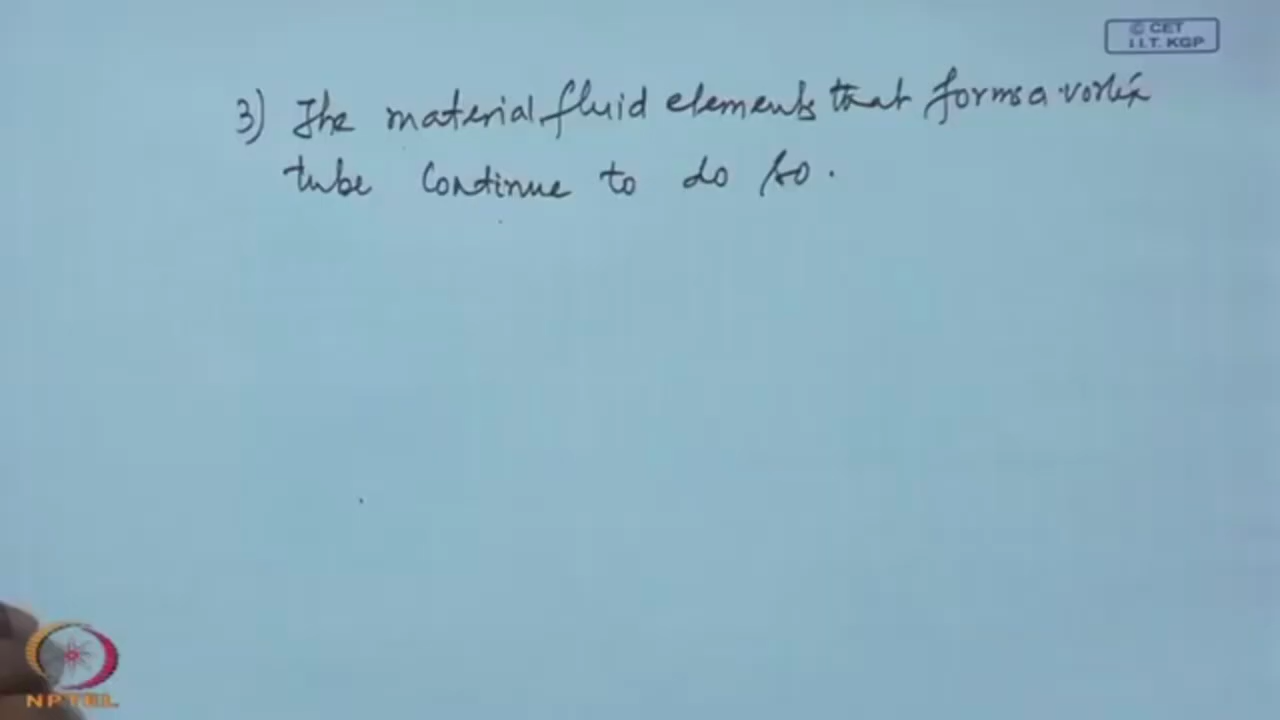 © CET
I.I.T. KGP
3) The material fluid elements that forms a vortex
tube continue to do so.
NPTEL